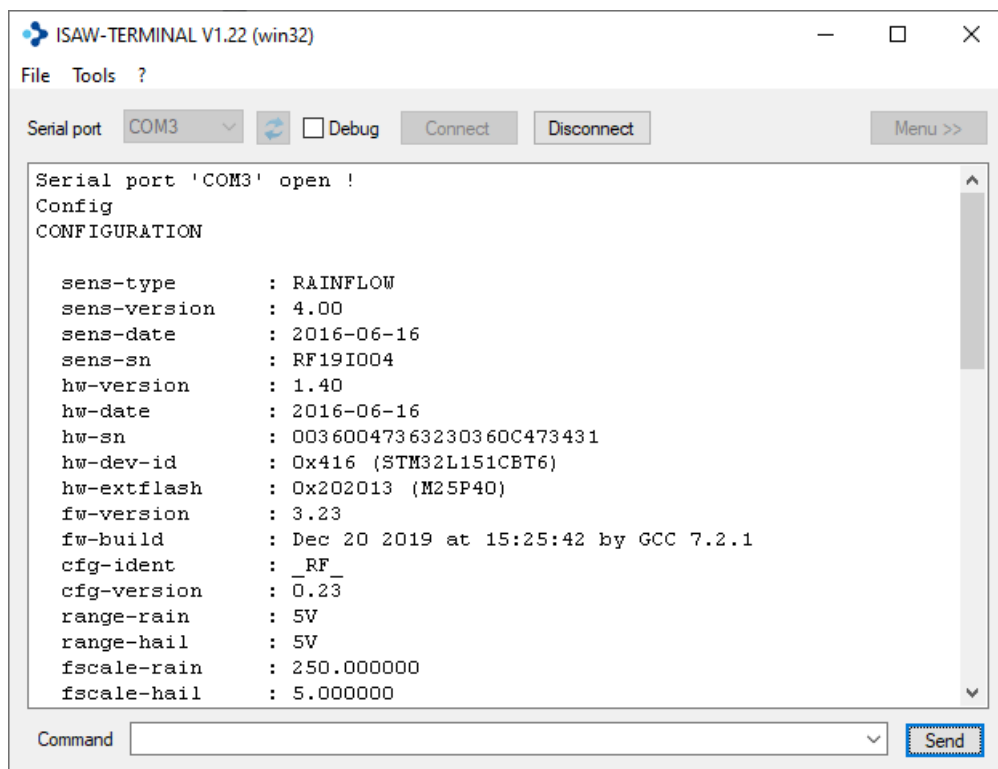 ISAW-TERMINAL V1.22 (win32)
File Tools ?
Serial port COM3 Debug Connect Disconnect Menu >>
Serial port 'COM3' open !
Config
CONFIGURATION
sens-type : RAINFLOW
sens-version : 4.00
sens-date : 2016-06-16
sens-sn : RF19I004
hw-version : 1.40
hw-date : 2016-06-16
hw-sn : 00360047363230360C473431
hw-dev-id : 0x416 (STM32L151CBT6)
hw-extflash : 0x202013 (M25P40)
fw-version : 3.23
fw-build : Dec 20 2019 at 15:25:42 by GCC 7.2.1
cfg-ident : _RF_
cfg-version : 0.23
range-rain : 5V
range-hail : 5V
fscale-rain : 250.000000
fscale-hail : 5.000000
Command Send